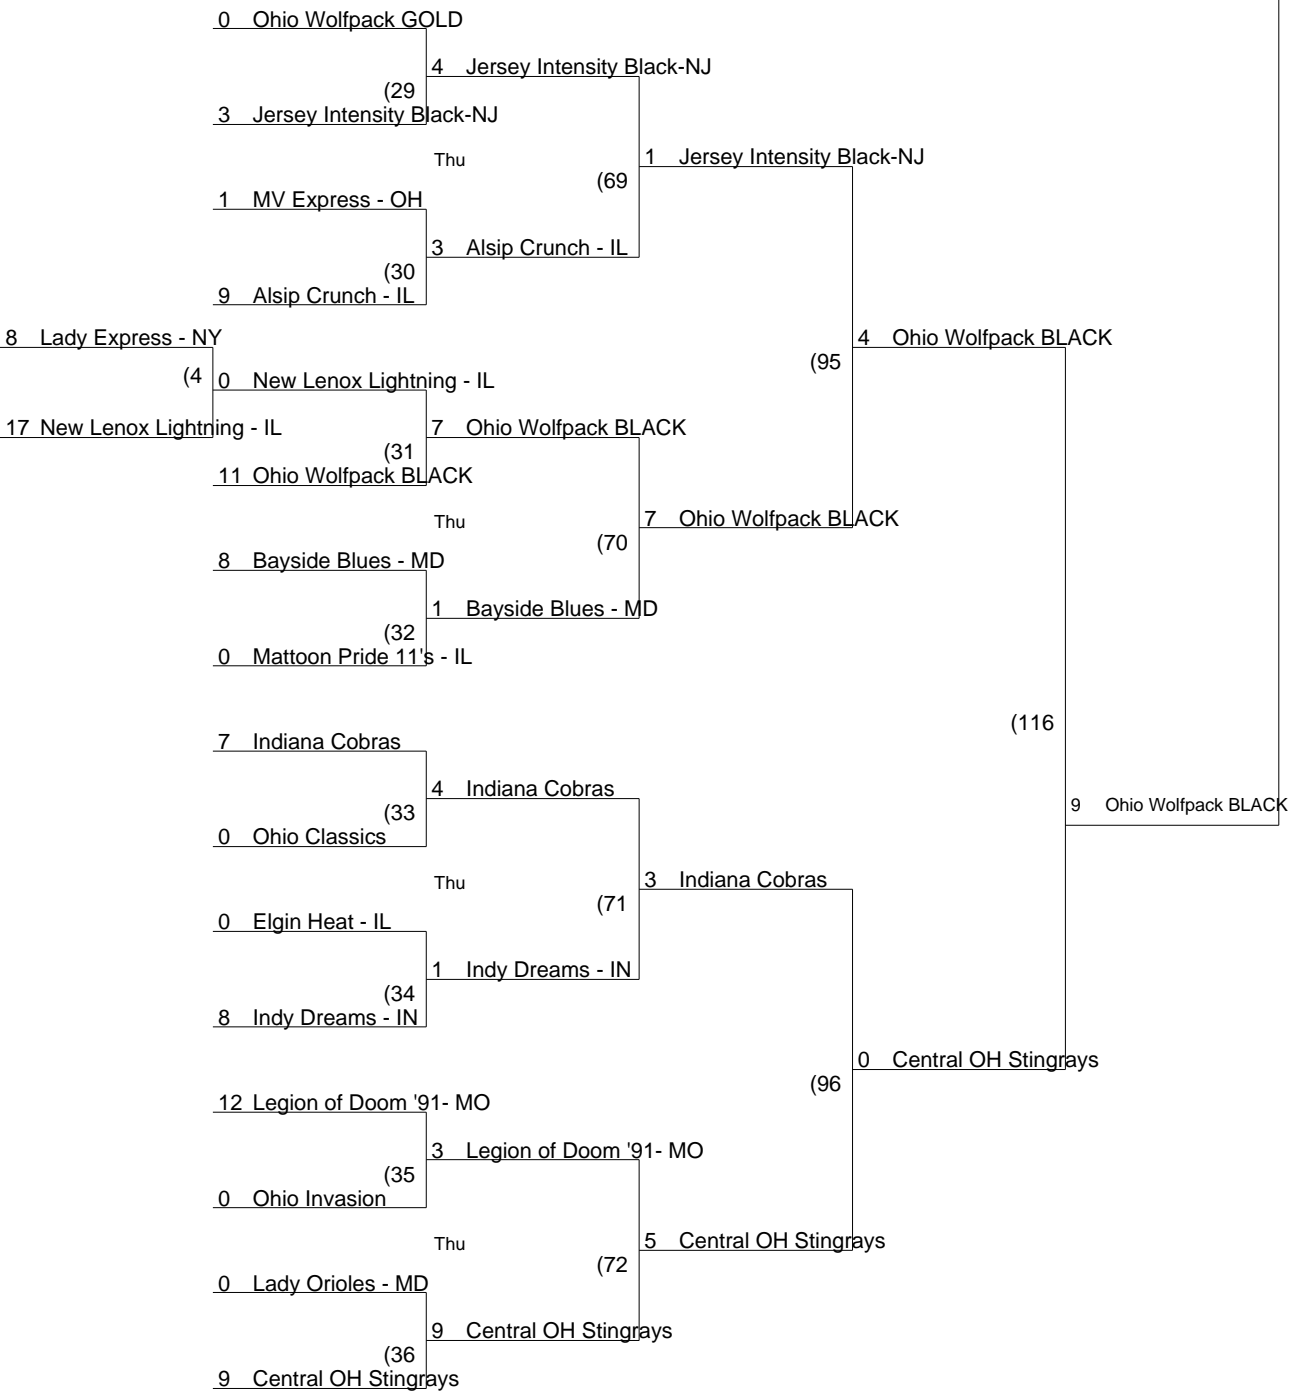 0 Ohio Wolfpack GOLD
4 Jersey Intensity Black-NJ
(29
3 Jersey Intensity Black-NJ
Thu
1 Jersey Intensity Black-NJ
(69
1 MV Express - OH
3 Alsip Crunch - IL
(30
9 Alsip Crunch - IL
8 Lady Express - NY
4 Ohio Wolfpack BLACK
(95
(4
0 New Lenox Lightning - IL
17 New Lenox Lightning - IL
7 Ohio Wolfpack BLACK
(31
11 Ohio Wolfpack BLACK
Thu
7 Ohio Wolfpack BLACK
(70
8 Bayside Blues - MD
1 Bayside Blues - MD
(32
0 Mattoon Pride 11's - IL
(116
7 Indiana Cobras
4 Indiana Cobras
9 Ohio Wolfpack BLACK
(33
0 Ohio Classics
Thu
3 Indiana Cobras
(71
0 Elgin Heat - IL
1 Indy Dreams - IN
(34
8 Indy Dreams - IN
0 Central OH Stingrays
(96
12 Legion of Doom '91- MO
3 Legion of Doom '91- MO
(35
0 Ohio Invasion
Thu
5 Central OH Stingrays
(72
0 Lady Orioles - MD
9 Central OH Stingrays
(36
9 Central OH Stingrays